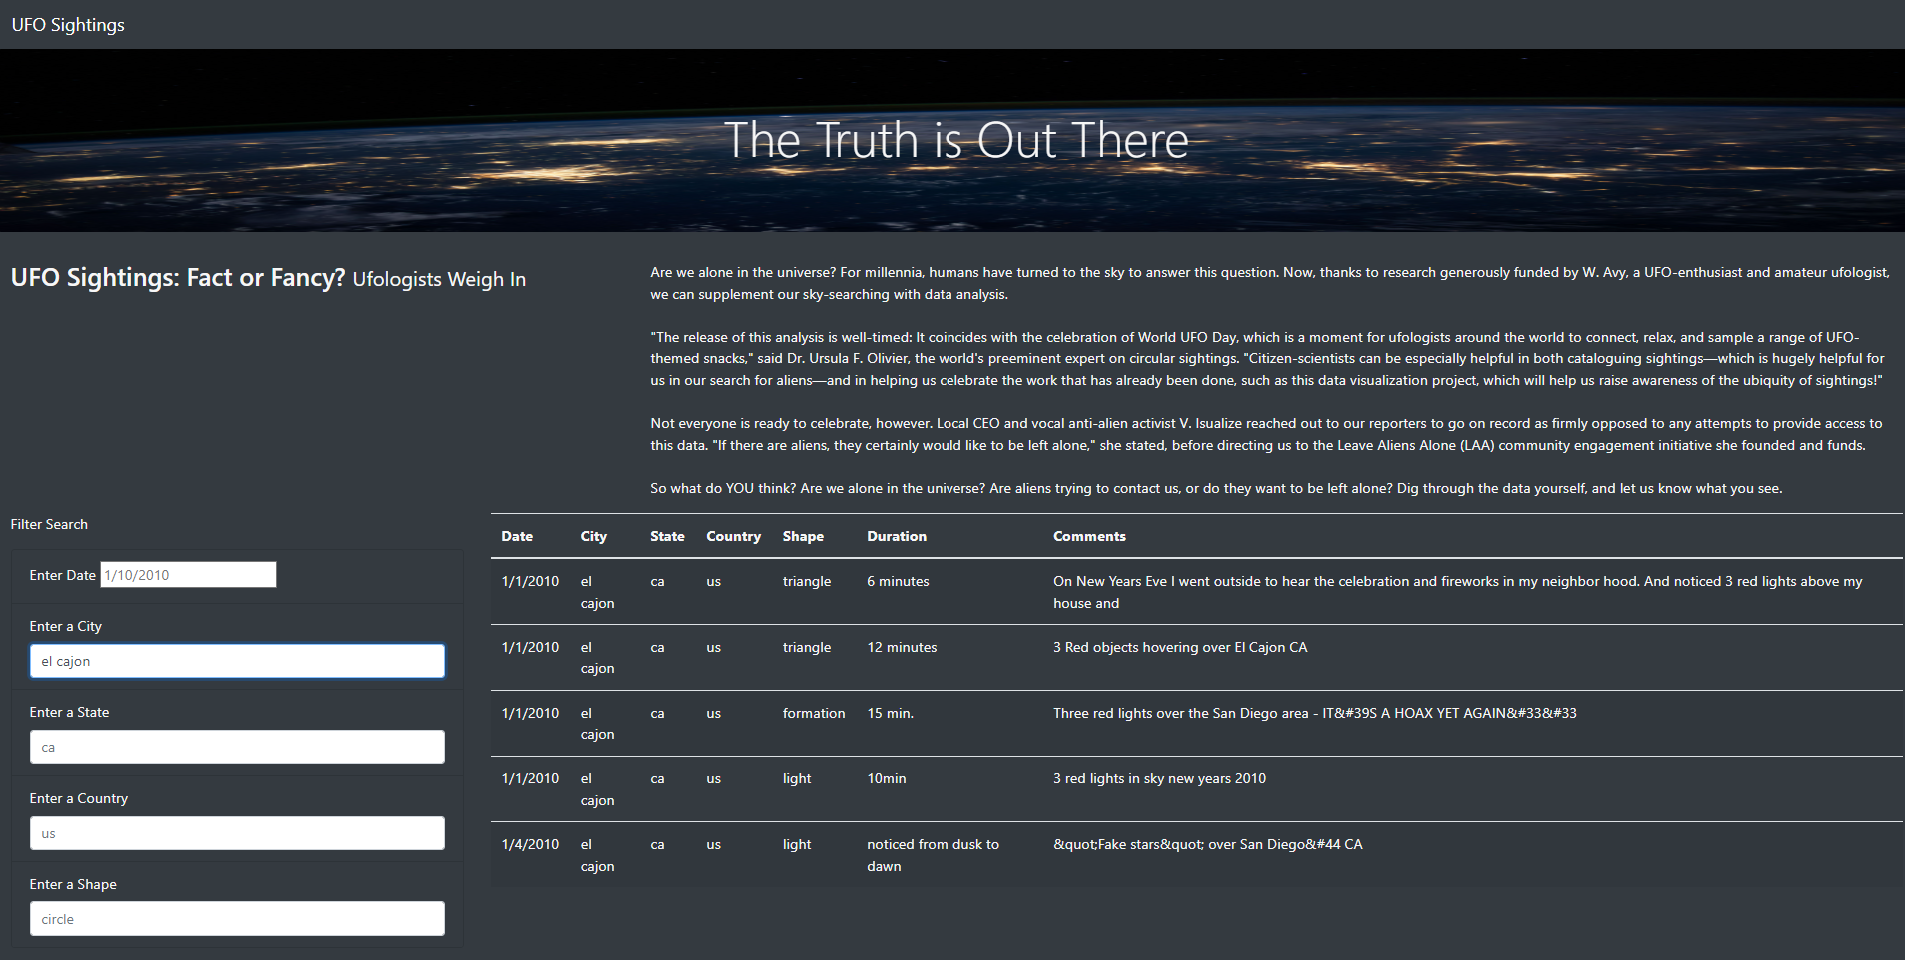 UFO Sightings
The Truth is Out There
UFO Sightings: Fact or Fancy? Ufologists Weigh In
Are we alone in the universe? For millennia, humans have turned to the sky to answer this question. Now, thanks to research generously funded by W. Avy, a UFO-enthusiast and amateur ufologist,
we can supplement our sky-searching with data analysis.
"The release of this analysis is well-timed: It coincides with the celebration of World UFO Day, which is a moment for ufologists around the world to connect, relax, and sample a range of UFO-
themed snacks," said Dr. Ursula F. Olivier, the world's preeminent expert on circular sightings. "Citizen-scientists can be especially helpful in both cataloguing sightings—which is hugely helpful for
us in our search for aliens—and in helping us celebrate the work that has already been done, such as this data visualization project, which will help us raise awareness of the ubiquity of sightings!"
Not everyone is ready to celebrate, however. Local CEO and vocal anti-alien activist V. Isualize reached out to our reporters to go on record as firmly opposed to any attempts to provide access to
this data. "If there are aliens, they certainly would like to be left alone," she stated, before directing us to the Leave Aliens Alone (LAA) community engagement initiative she founded and funds.
So what do YOU think? Are we alone in the universe? Are aliens trying to contact us, or do they want to be left alone? Dig through the data yourself, and let us know what you see.
Filter Search
Enter Date 1/10/2010
Enter a City
el cajon
Enter a State
ca
Enter a Country
us
Enter a Shape
circle
Date City State Country Shape Duration Comments
1/1/2010 el ca us triangle 6 minutes On New Years Eve I went outside to hear the celebration and fireworks in my neighbor hood. And noticed 3 red lights above my
cajon house and
1/1/2010 el ca us triangle 12 minutes 3 Red objects hovering over El Cajon CA
cajon
1/1/2010 el ca us formation 15 min. Three red lights over the San Diego area - IT&#39S A HOAX YET AGAIN&#33&#33
cajon
1/1/2010 el ca us light 10min 3 red lights in sky new years 2010
cajon
1/4/2010 el ca us light noticed from dusk to &quot;Fake stars&quot; over San Diego&#44 CA
cajon dawn